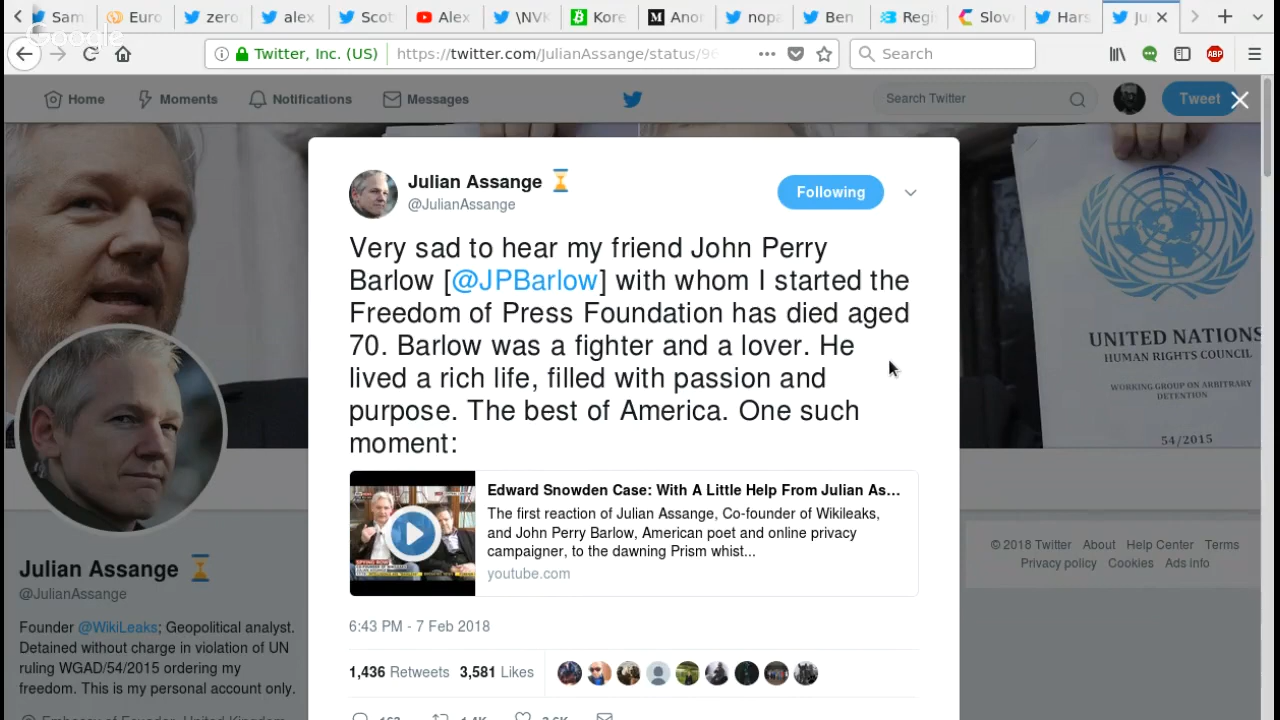 Sam
Euro
zero
alex
Scot
Alex
\NVK
Kore
Anor
nopa
Ben
Regi
Slov
Hars
Ju
Google
Twitter, Inc. (US)
https://twitter.com/JulianAssange/status/96
Search
ABP
Home
Moments
Notifications
Messages
Search Twitter
Tweet
Julian Assange
@JulianAssange
Following
Very sad to hear my friend John Perry
Barlow [@JPBarlow] with whom I started the
Freedom of Press Foundation has died aged
70. Barlow was a fighter and a lover. He
lived a rich life, filled with passion and
purpose. The best of America. One such
moment:
Edward Snowden Case: With A Little Help From Julian As...
The first reaction of Julian Assange, Co-founder of Wikileaks,
and John Perry Barlow, American poet and online privacy
campaigner, to the dawning Prism whist...
youtube.com
6:43 PM - 7 Feb 2018
1,436 Retweets 3,581 Likes
Julian Assange
@JulianAssange
Founder @WikiLeaks; Geopolitical analyst.
Detained without charge in violation of UN
ruling WGAD/54/2015 ordering my
freedom. This is my personal account only.
Embassy of Ecuador, United Kingdom
UNITED NATIONS
HUMAN RIGHTS COUNCIL
WORKING GROUP ON ARBITRARY
DETENTION
54/2015
© 2018 Twitter About Help Center Terms
Privacy policy Cookies Ads info